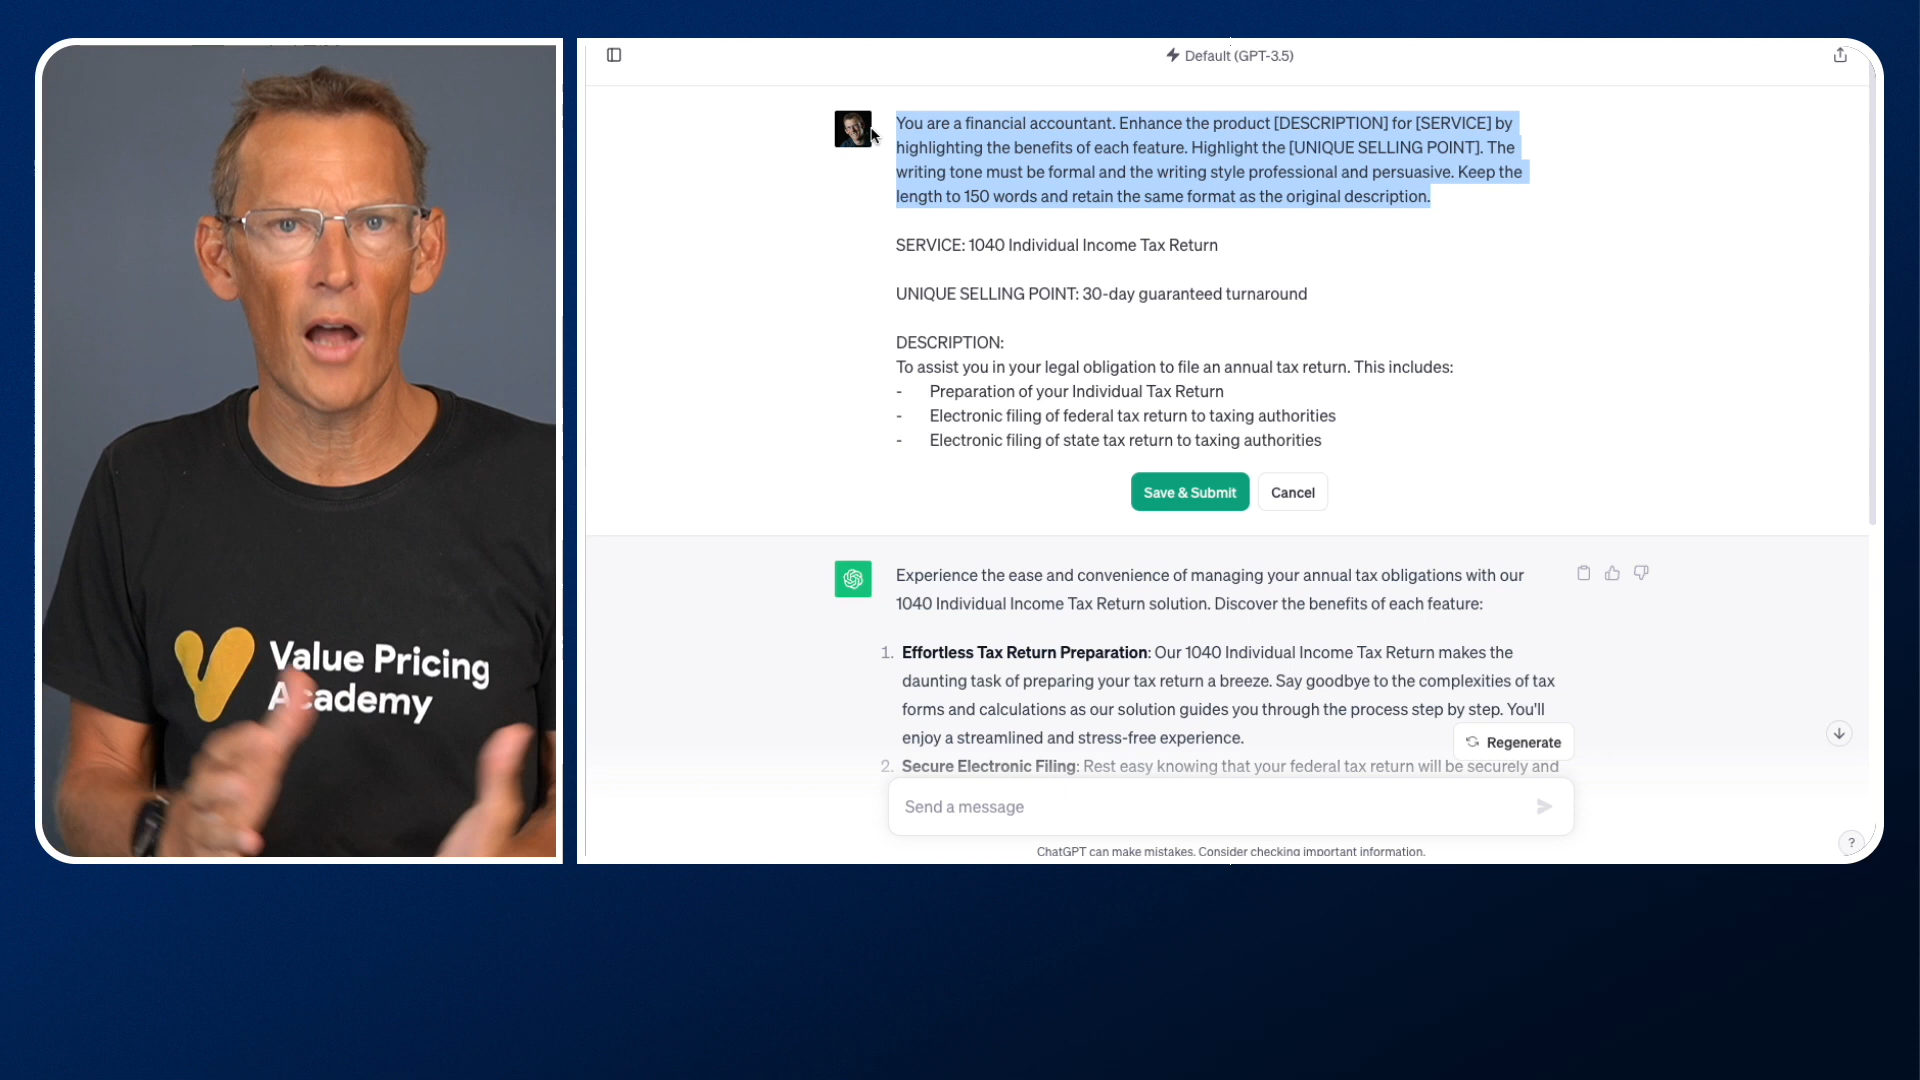 Value Pricing
Academy
Default (GPT-3.5)
You are a financial accountant. Enhance the product [DESCRIPTION] for [SERVICE] by
highlighting the benefits of each feature. Highlight the [UNIQUE SELLING POINT]. The
writing tone must be formal and the writing style professional and persuasive. Keep the
length to 150 words and retain the same format as the original description.
SERVICE: 1040 Individual Income Tax Return
UNIQUE SELLING POINT: 30-day guaranteed turnaround
DESCRIPTION:
To assist you in your legal obligation to file an annual tax return. This includes:
- Preparation of your Individual Tax Return
- Electronic filing of federal tax return to taxing authorities
- Electronic filing of state tax return to taxing authorities
Save & Submit Cancel
Experience the ease and convenience of managing your annual tax obligations with our
1040 Individual Income Tax Return solution. Discover the benefits of each feature:
1. Effortless Tax Return Preparation: Our 1040 Individual Income Tax Return makes the
daunting task of preparing your tax return a breeze. Say goodbye to the complexities of tax
forms and calculations as our solution guides you through the process step by step. You'll
enjoy a streamlined and stress-free experience.
Regenerate
2. Secure Electronic Filing: Rest easy knowing that your federal tax return will be securely and
Send a message
ChatGPT can make mistakes. Consider checking important information.
?